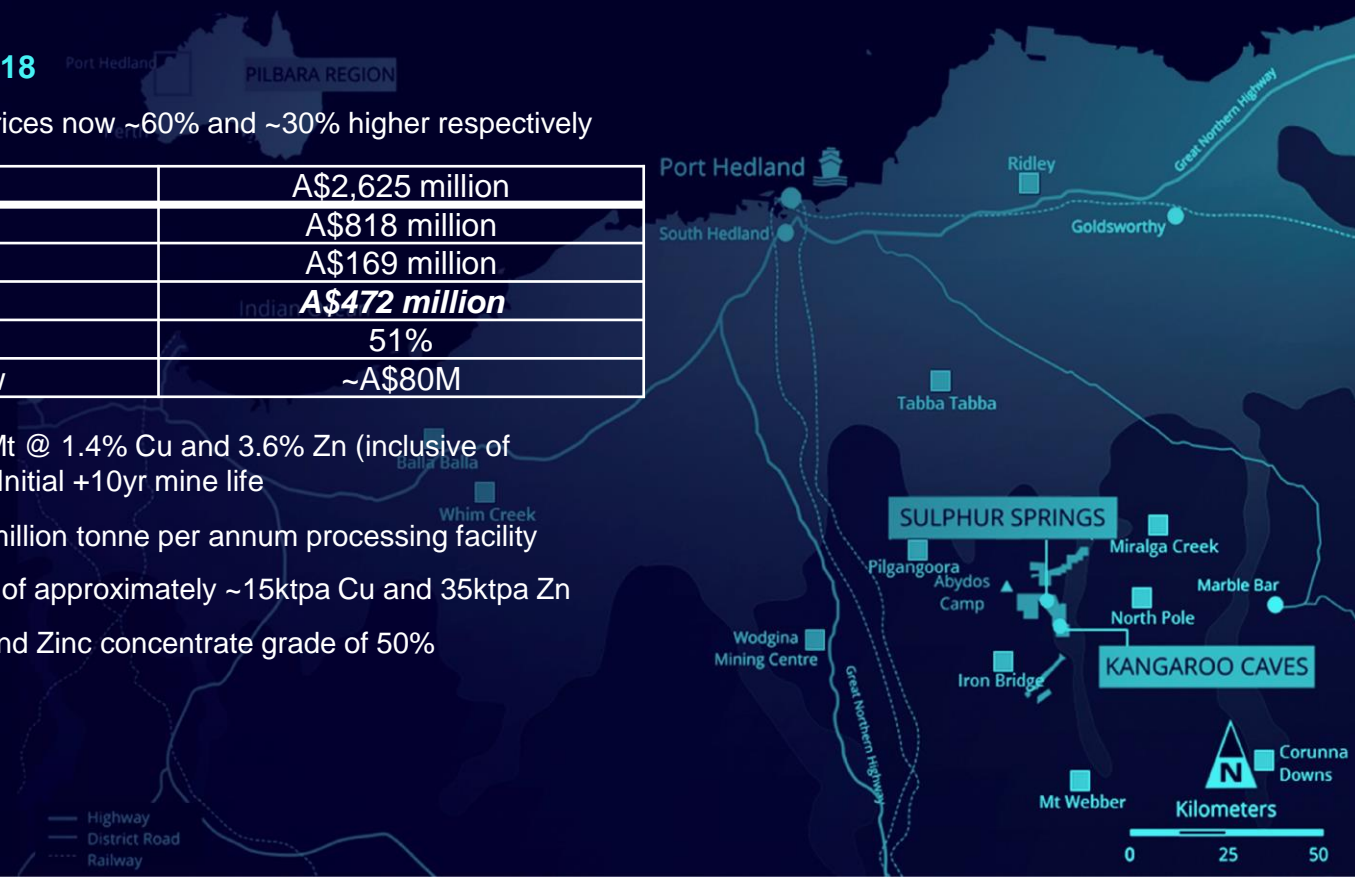 18
Port Hedland
PILBARA REGION
Perth
rices now ~60% and ~30% higher respectively
A$2,625 million
A$818 million
A$169 million
A$472 million
51%
~A$80M
Mt @ 1.4% Cu and 3.6% Zn (inclusive of
Initial +10yr mine life
million tonne per annum processing facility
of approximately ~15ktpa Cu and 35ktpa Zn
nd Zinc concentrate grade of 50%
Indian Ocean
Balla Balla
Whim Creek
Highway
District Road
Railway
Port Hedland
South Hedland
Ridley
Goldsworthy
Great Northern Highway
Tabba Tabba
SULPHUR SPRINGS
Pilgangoora
Abydos
Camp
Miralga Creek
Marble Bar
North Pole
Wodgina
Mining Centre
Iron Bridge
KANGAROO CAVES
Great Northern Highway
Mt Webber
N
Corunna
Downs
Kilometers
0 25 50